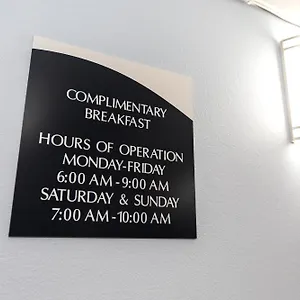 COMPLIMENTARY
BREAKFAST
HOURS OF OPERATION
MONDAY-FRIDAY
6:00 AM-9:00 AM
SATURDAY & SUNDAY
7:00 AM-10:00 AM